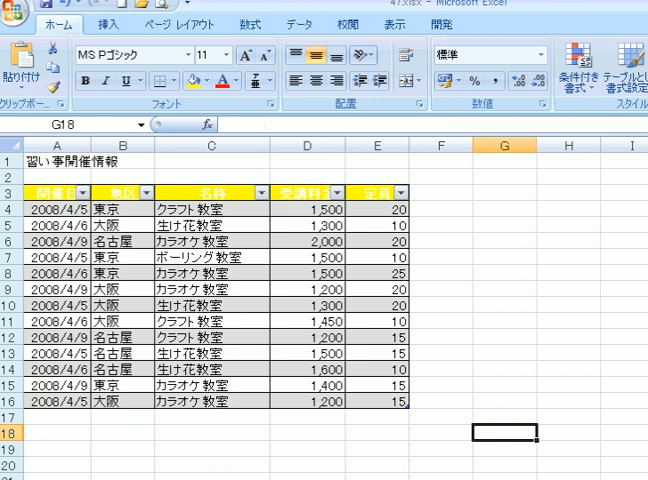 47.xlsx - Microsoft Excel
ホーム 挿入 ページ レイアウト 数式 データ 校閲 表示 開発
貼り付け MS Pゴシック 11 標準 条件付き 書式 テーブルとし 書式設定
B I U % ,
クリップボー... フォント 配置 数値 スタイル
G18 fx
A B C D E F G H I
1 習い事開催情報
2
3 開催日 地区 名称 受講料金 定員
4 2008/4/5 東京 クラフト教室 1,500 20
5 2008/4/6 大阪 生け花教室 1,300 10
6 2008/4/9 名古屋 カラオケ教室 2,000 20
7 2008/4/5 東京 ボーリング教室 1,500 10
8 2008/4/6 東京 カラオケ教室 1,500 25
9 2008/4/9 大阪 カラオケ教室 1,200 20
10 2008/4/5 大阪 生け花教室 1,300 20
11 2008/4/6 大阪 クラフト教室 1,450 10
12 2008/4/9 名古屋 クラフト教室 1,200 15
13 2008/4/5 名古屋 生け花教室 1,500 15
14 2008/4/6 名古屋 生け花教室 1,600 10
15 2008/4/9 東京 カラオケ教室 1,400 15
16 2008/4/5 大阪 カラオケ教室 1,200 15
17
18
19
20